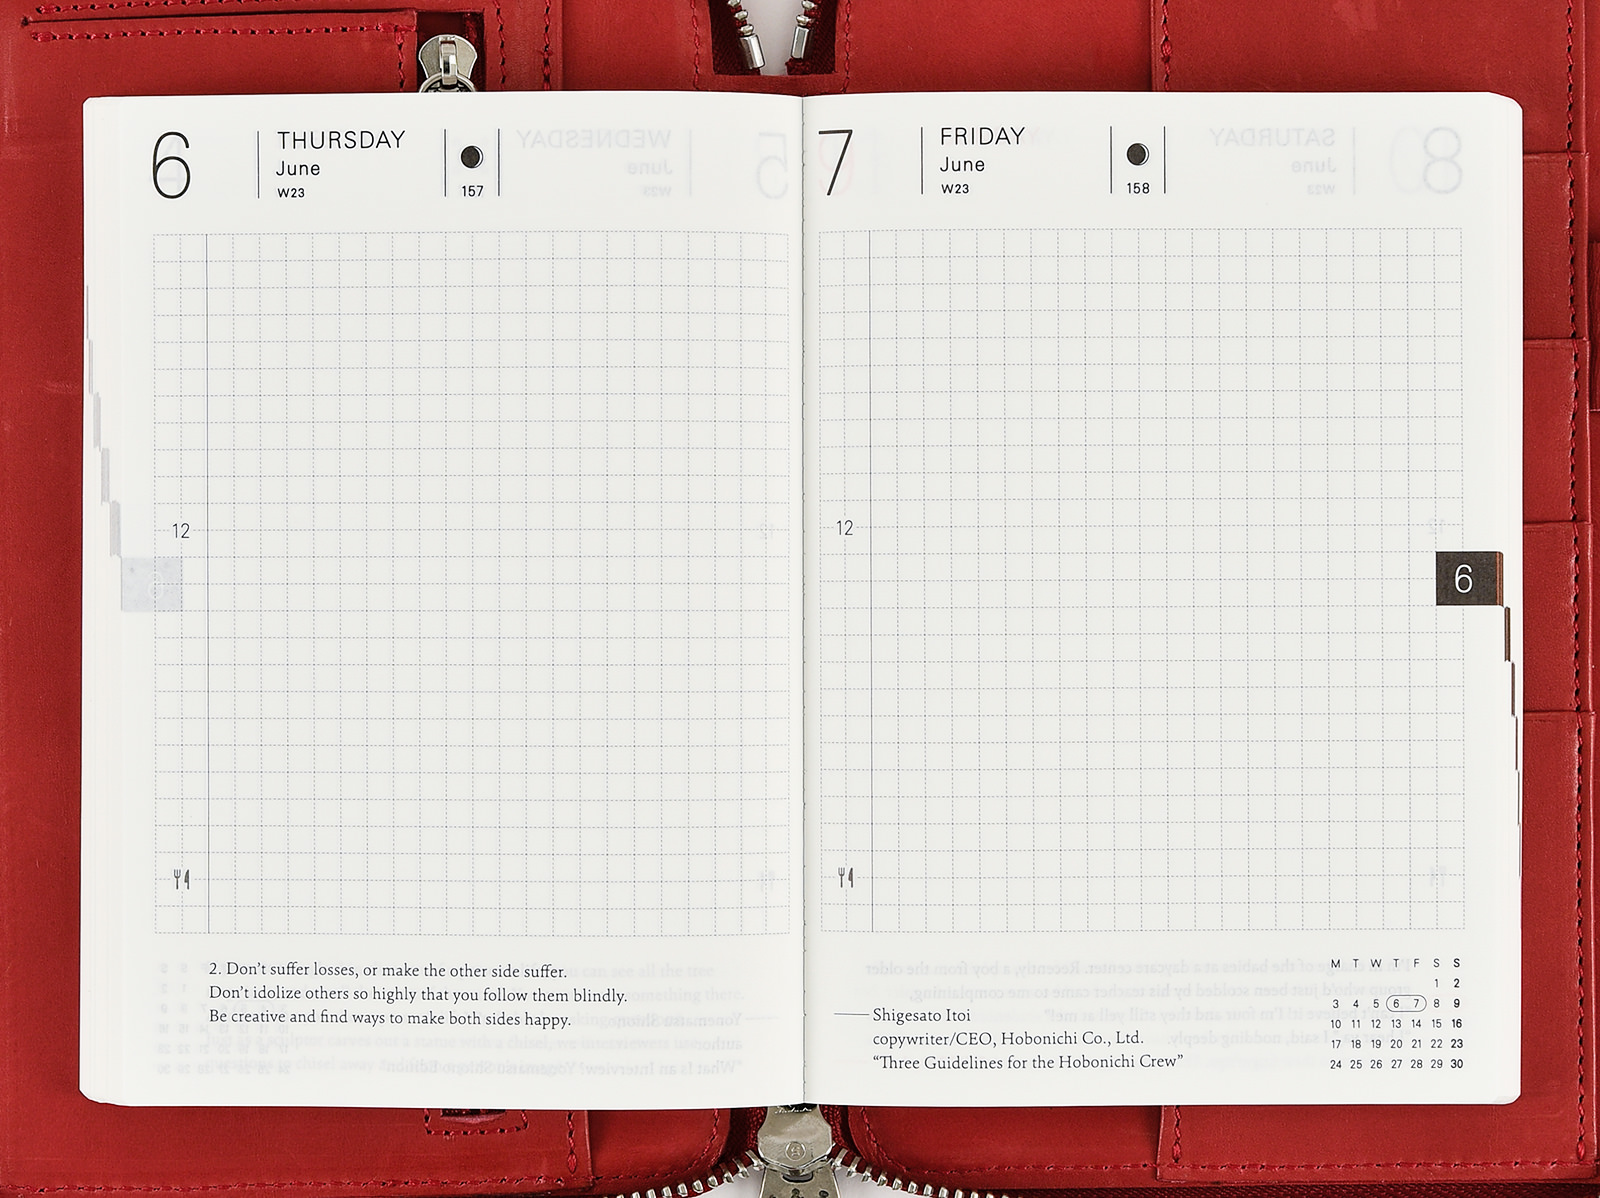 6
THURSDAY
June
W23
157
12
2. Don't suffer losses, or make the other side suffer.
Don't idolize others so highly that you follow them blindly.
Be creative and find ways to make both sides happy.
7
FRIDAY
June
W23
158
12
6
Shigesato Itoi
copywriter/CEO, Hobonichi Co., Ltd.
“Three Guidelines for the Hobonichi Crew”
M T W T F S S
1 2
3 4 5 6 7 8 9
10 11 12 13 14 15 16
17 18 19 20 21 22 23
24 25 26 27 28 29 30